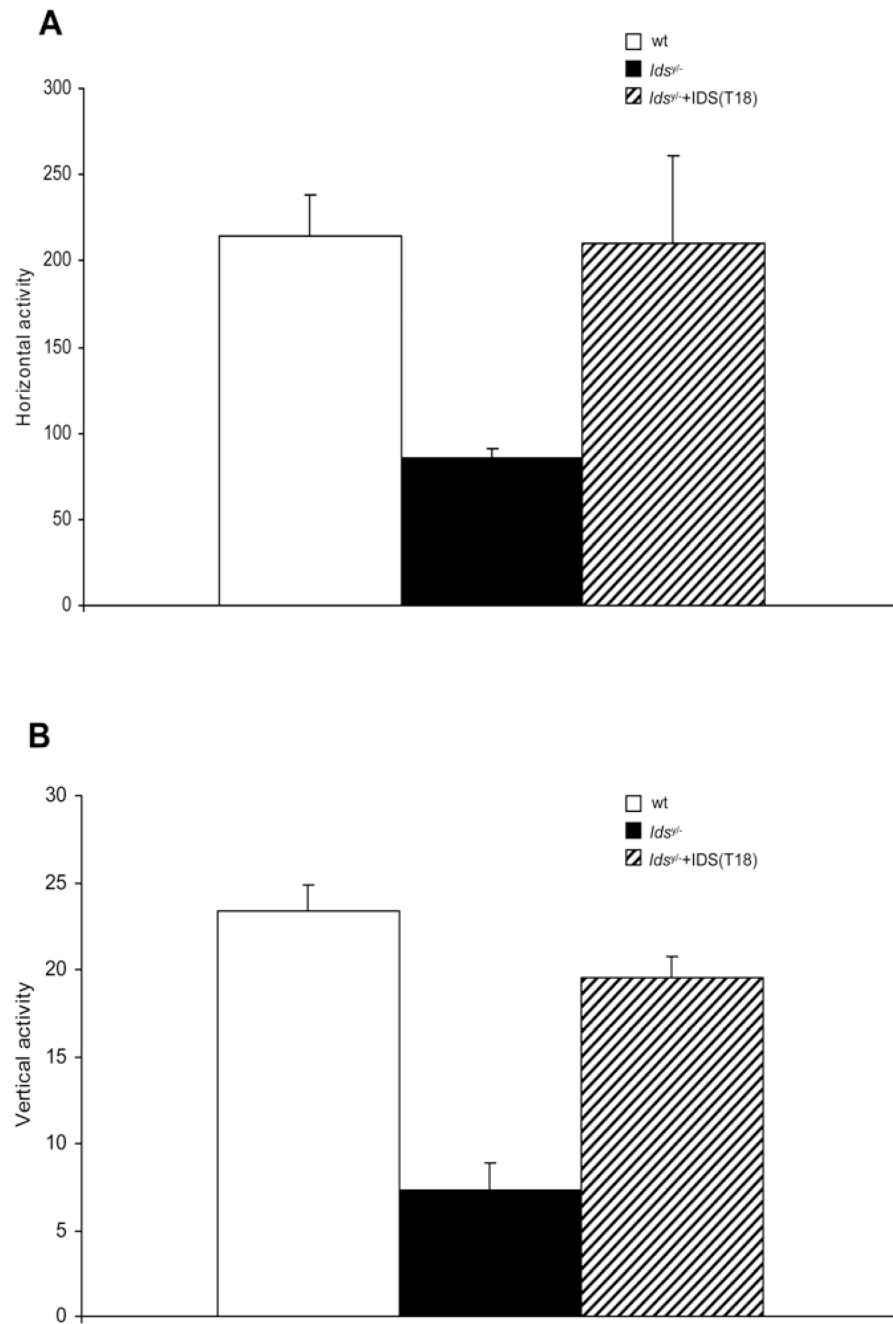 A
wt
Idsy/-
Idsy/-+IDS(T18)
300
250
200
150
100
50
0
Horizontal activity
B
wt
Idsy/-
Idsy/-+IDS(T18)
30
25
20
15
10
5
0
Vertical activity